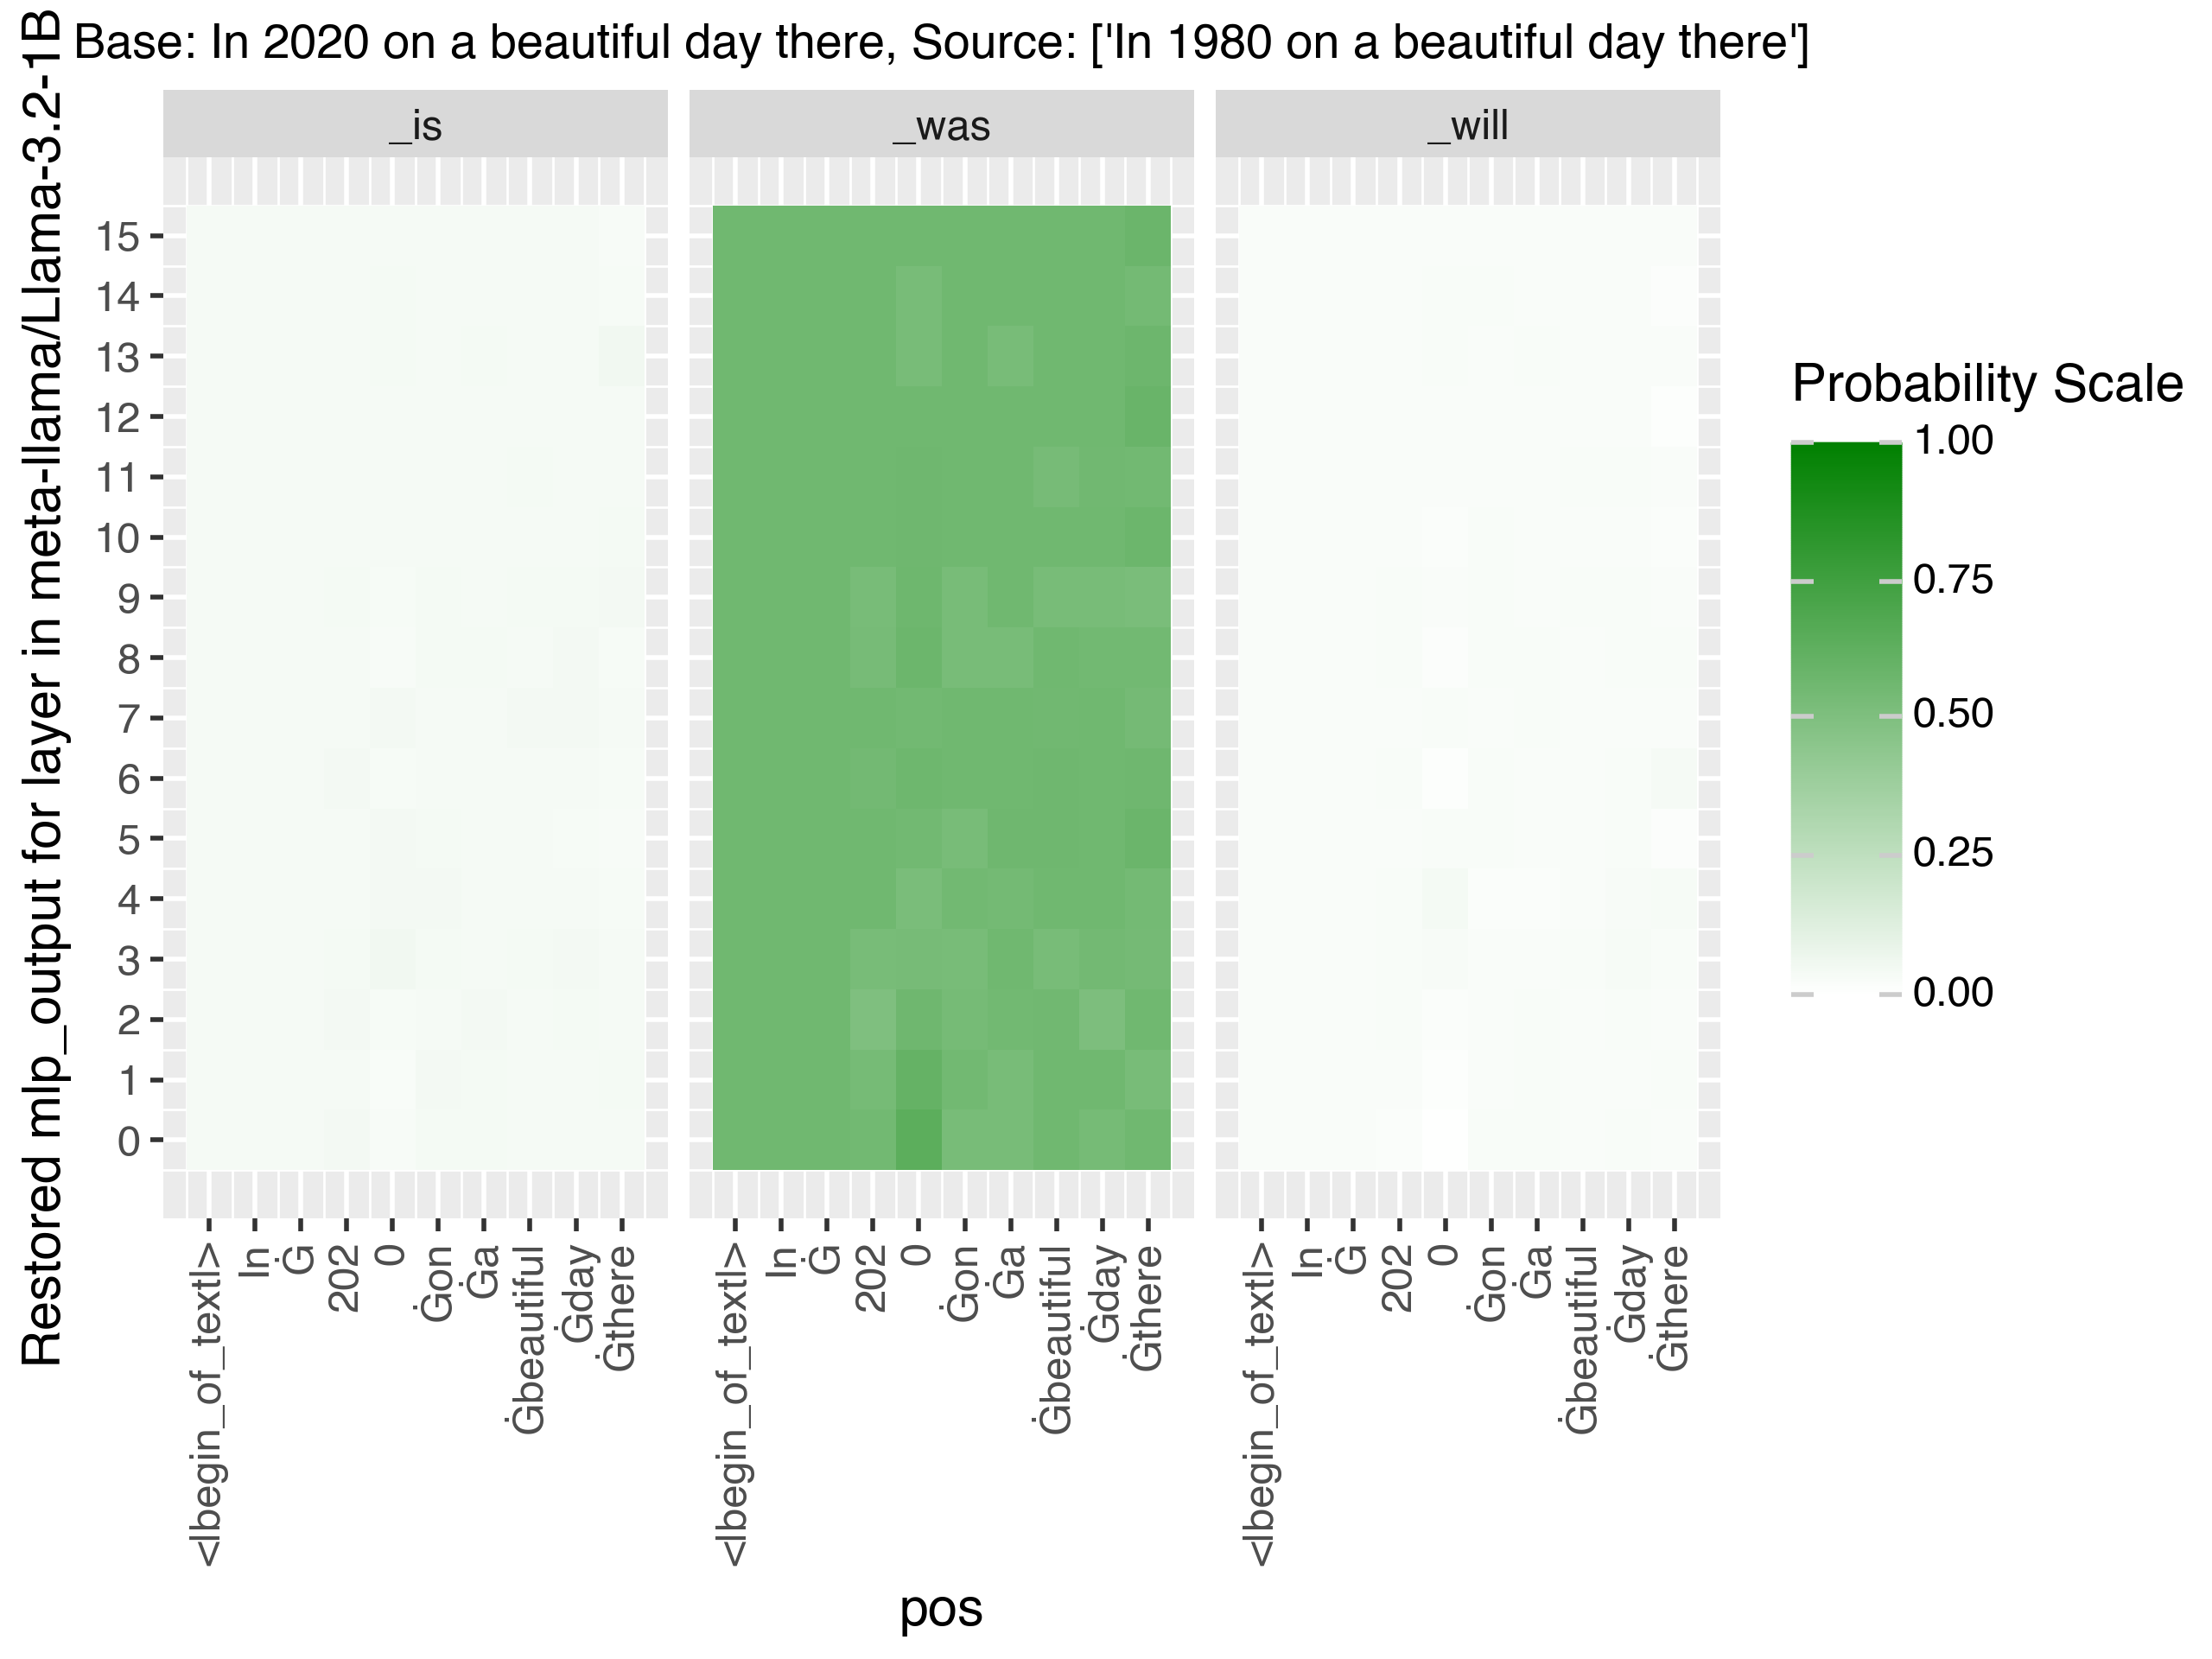 Base: In 2020 on a beautiful day there, Source: ['In 1980 on a beautiful day there']
Restored mlp_output for layer in meta-llama/Llama-3.2-1B
_is
_was
_will
15
14
13
12
11
10
9
8
7
6
5
4
3
2
1
0
<|begin_of_text|>
In
Ġ
202
0
Ġon
Ġa
Ġbeautiful
Ġday
Ġthere
<|begin_of_text|>
In
Ġ
202
0
Ġon
Ġa
Ġbeautiful
Ġday
Ġthere
<|begin_of_text|>
In
Ġ
202
0
Ġon
Ġa
Ġbeautiful
Ġday
Ġthere
pos
Probability Scale
1.00
0.75
0.50
0.25
0.00